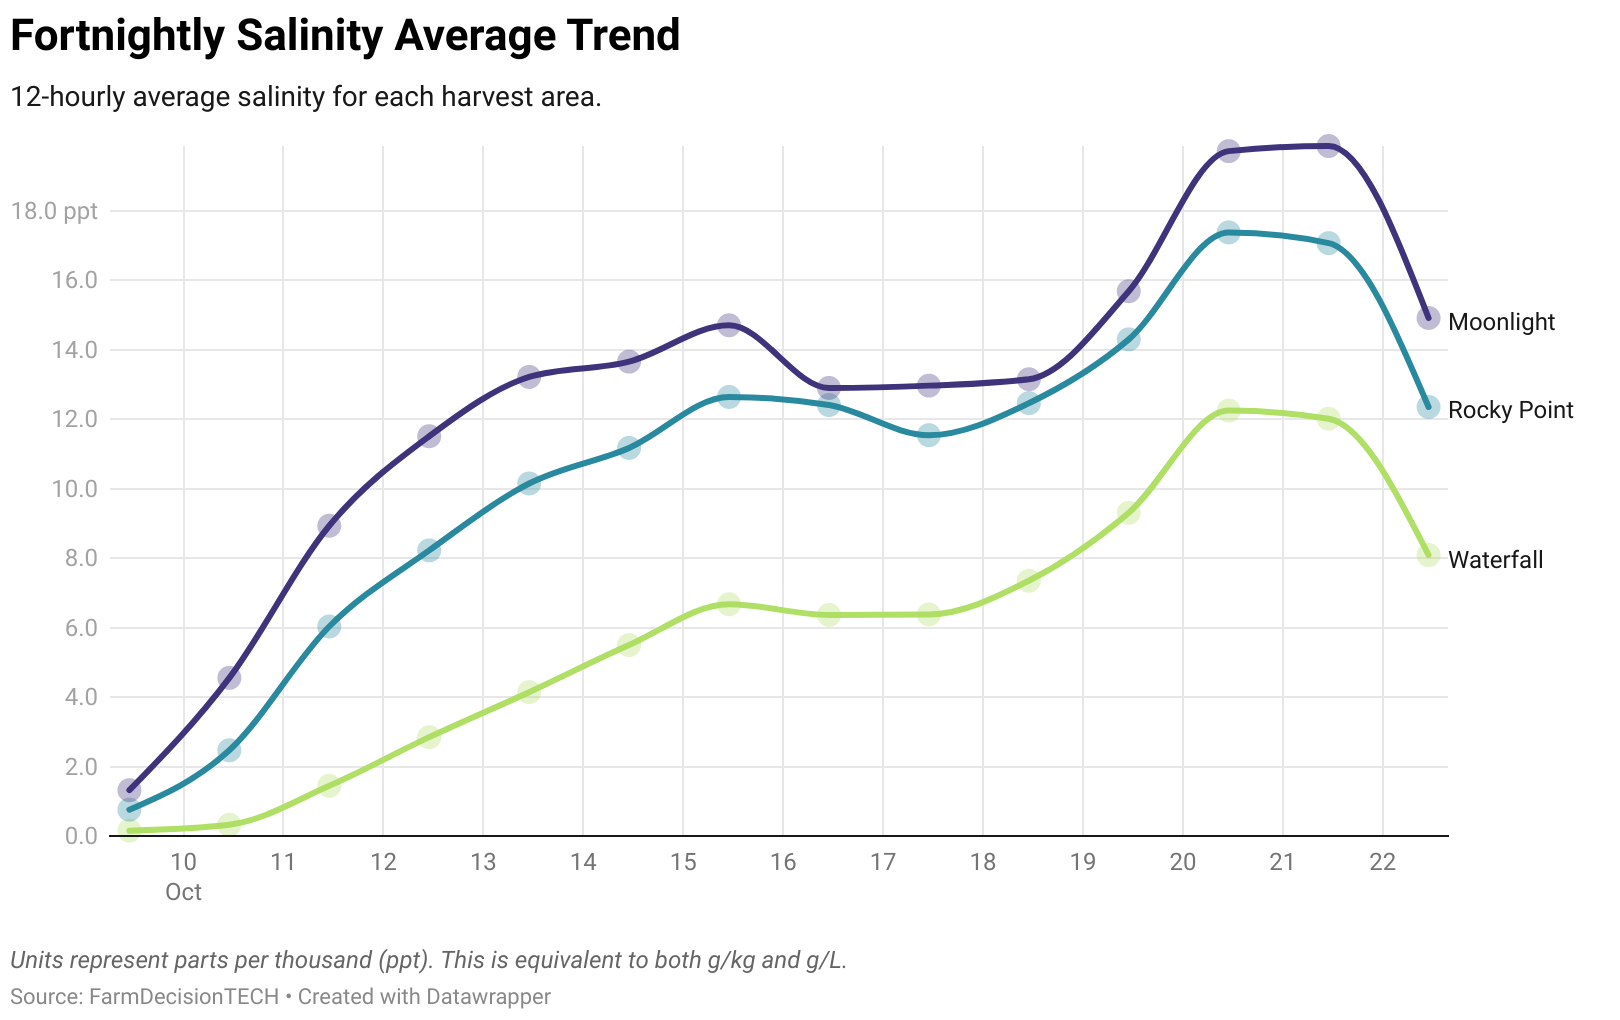 Fortnightly Salinity Average Trend
12-hourly average salinity for each harvest area.
18.0 ppt
16.0
14.0
12.0
10.0
8.0
6.0
4.0
2.0
0.0
Moonlight
Rocky Point
Waterfall
10 11 12 13 14 15 16 17 18 19 20 21 22
Oct
Units represent parts per thousand (ppt). This is equivalent to both g/kg and g/L.
Source: FarmDecisionTECH • Created with Datawrapper